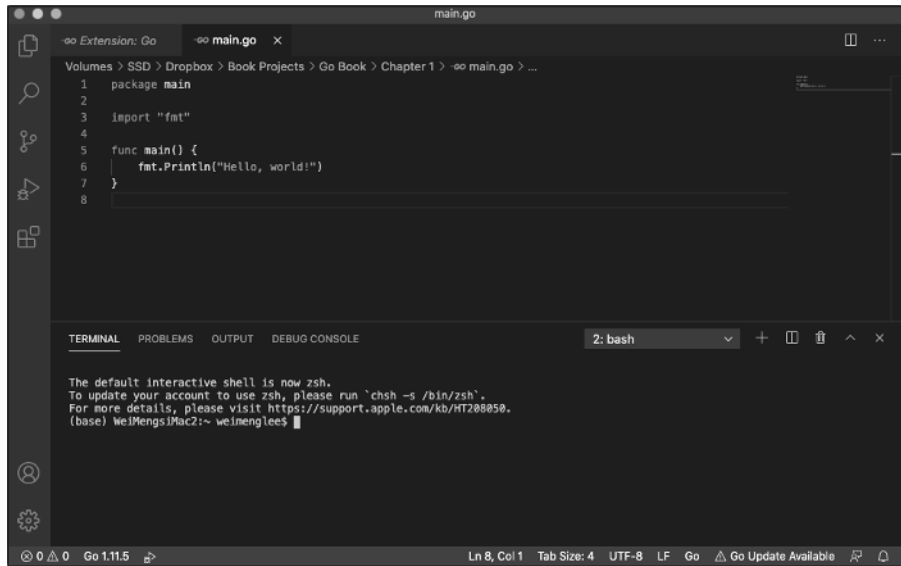 main.go
Extension: Go main.go
Volumes > SSD > Dropbox > Book Projects > Go Book > Chapter 1 > main.go > ...
1 package main
2
3 import "fmt"
4
5 func main() {
6 fmt.Println("Hello, world!")
7 }
8
TERMINAL PROBLEMS OUTPUT DEBUG CONSOLE 2: bash
The default interactive shell is now zsh.
To update your account to use zsh, please run `chsh -s /bin/zsh`.
For more details, please visit https://support.apple.com/kb/HT208050.
(base) WeiMengsiMac2:~ weimenglee$
0 0 Go 1.11.5 Ln 8, Col 1 Tab Size: 4 UTF-8 LF Go Go Update Available